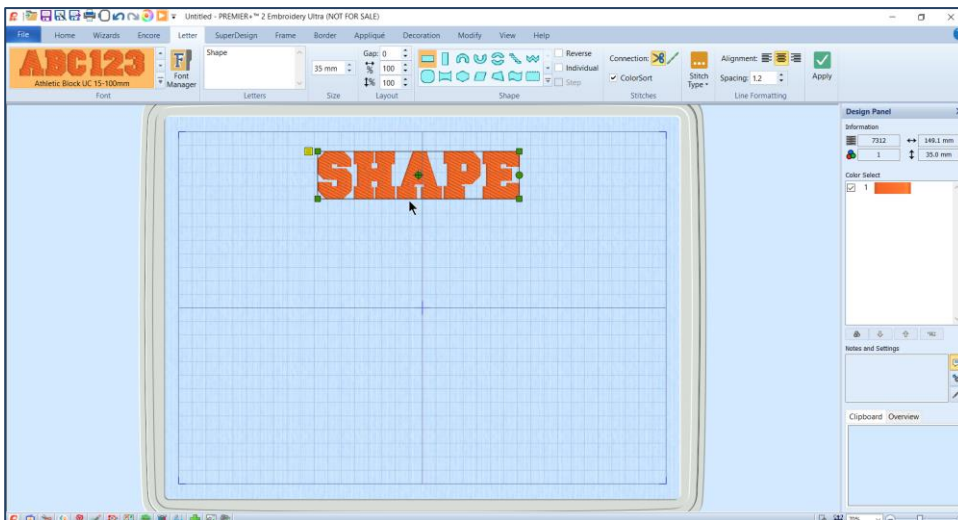 Untitled - PREMIER+™ 2 Embroidery Ultra (NOT FOR SALE)
File Home Wizards Encore Letter SuperDesign Frame Border Appliqué Decoration Modify View Help
ABC123
Athletic Block UC 15-100mm
Font Manager
Font
Shape
Letters
35 mm
Size
Gap: 0
% 100
% 100
Layout
Shape
Reverse
Individual
Step
Connection:
ColorSort
Stitches
Stitch Type
Alignment:
Spacing: 1.2
Line Formatting
Apply
SHAPE
Design Panel
Information
7312 149.1 mm
1 35.0 mm
Color Select
1
Notes and Settings
Clipboard Overview